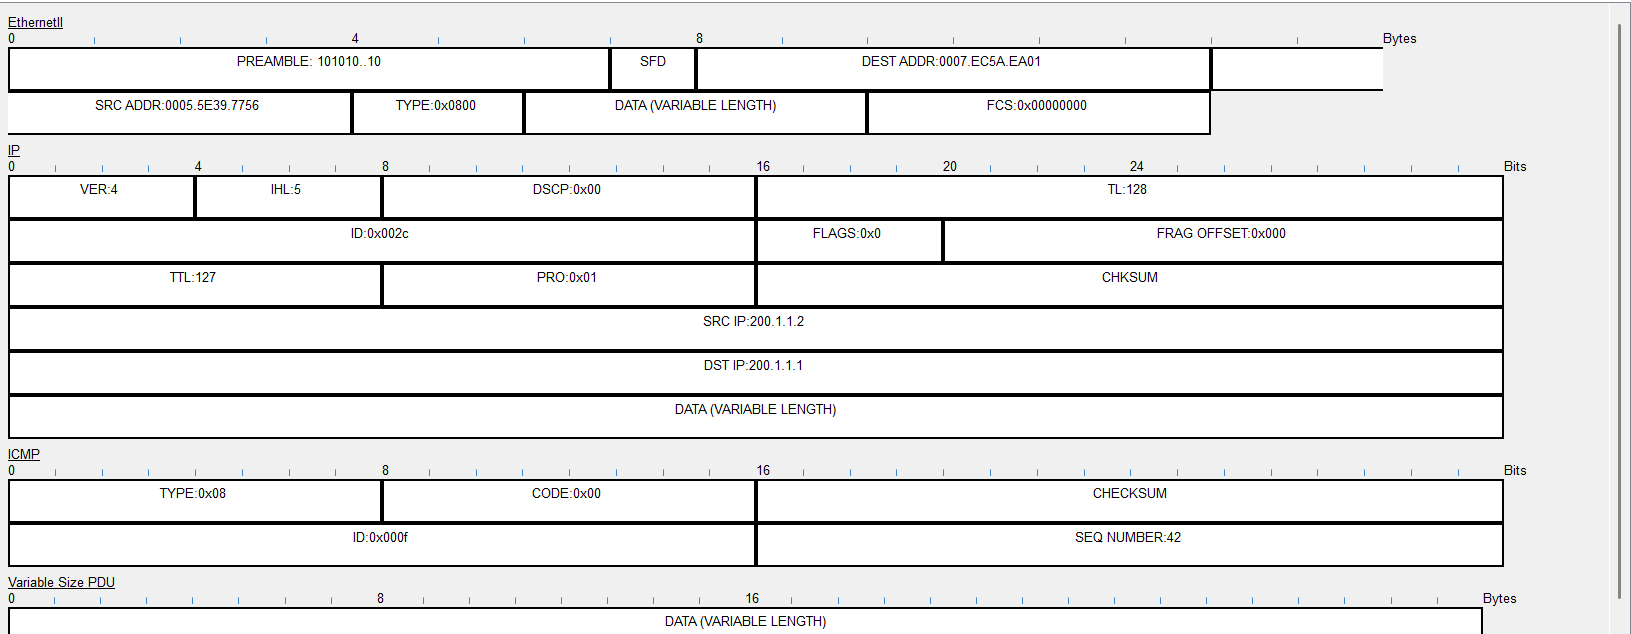 EthernetII
0 4 8 Bytes
PREAMBLE: 101010..10 SFD DEST ADDR:0007.EC5A.EA01
SRC ADDR:0005.5E39.7756 TYPE:0x0800 DATA (VARIABLE LENGTH) FCS:0x00000000
IP
0 4 8 16 20 24 Bits
VER:4 IHL:5 DSCP:0x00 TL:128
ID:0x002c FLAGS:0x0 FRAG OFFSET:0x000
TTL:127 PRO:0x01 CHKSUM
SRC IP:200.1.1.2
DST IP:200.1.1.1
DATA (VARIABLE LENGTH)
ICMP
0 8 16 Bits
TYPE:0x08 CODE:0x00 CHECKSUM
ID:0x000f SEQ NUMBER:42
Variable Size PDU
0 8 16 Bytes
DATA (VARIABLE LENGTH)